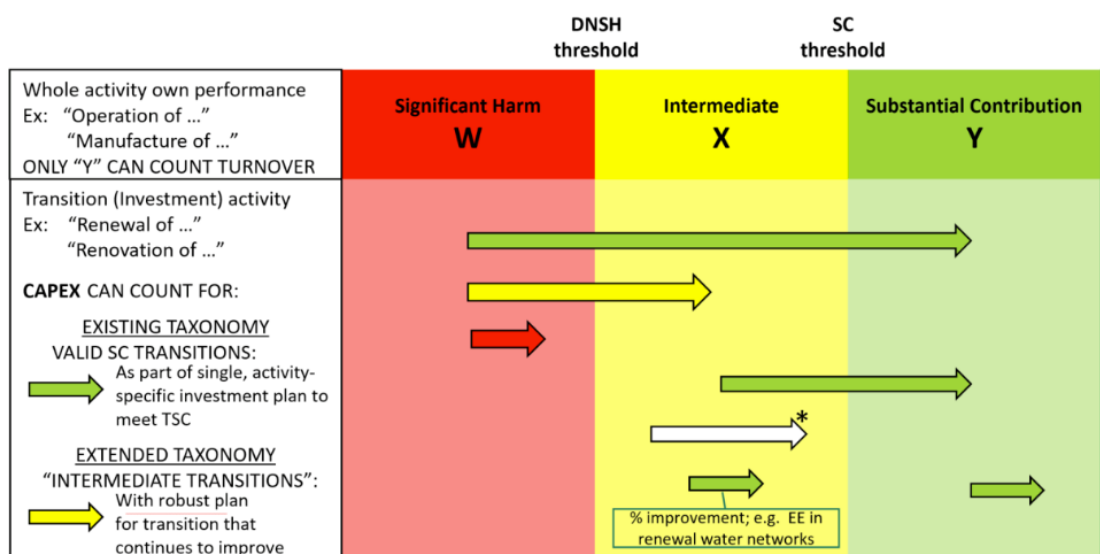 DNSH
threshold
SC
threshold
Whole activity own performance
Ex: "Operation of ..."
"Manufacture of ..."
ONLY "Y" CAN COUNT TURNOVER
Significant Harm
W
Intermediate
X
Substantial Contribution
Y
Transition (Investment) activity
Ex: "Renewal of ..."
"Renovation of ..."
CAPEX CAN COUNT FOR:
EXISTING TAXONOMY
VALID SC TRANSITIONS:
As part of single, activity-
specific investment plan to
meet TSC
EXTENDED TAXONOMY
"INTERMEDIATE TRANSITIONS":
With robust plan
for transition that
continues to improve
*
% improvement; e.g. EE in
renewal water networks